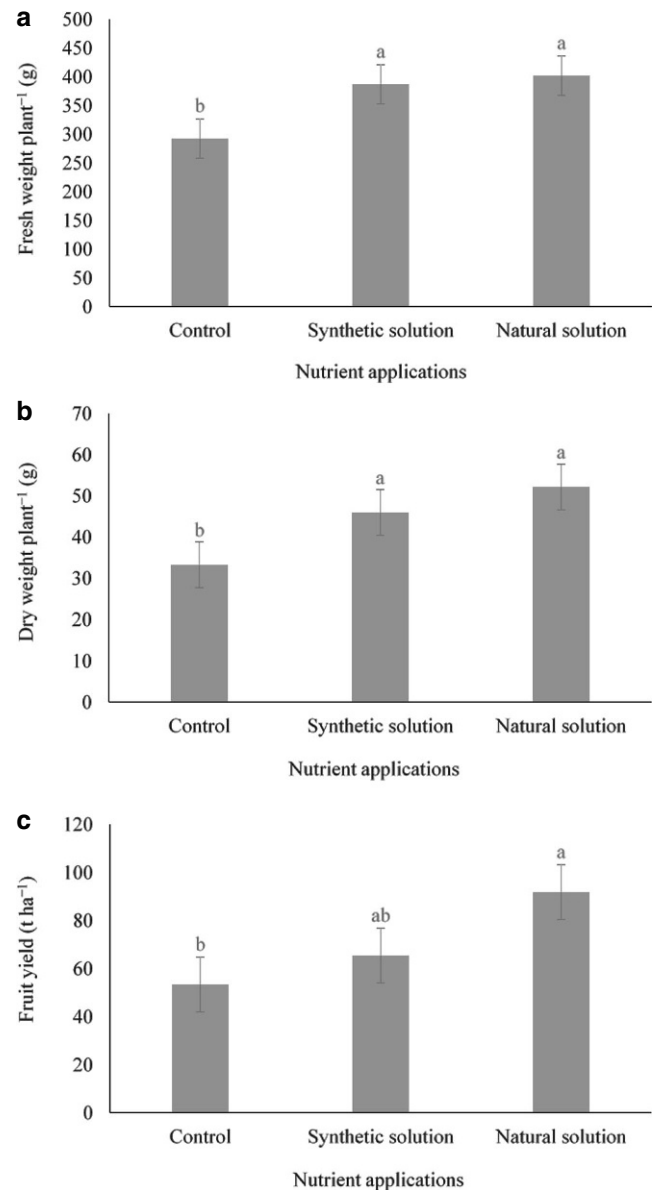 a
Fresh weight plant⁻¹ (g)
500
450
400
350
300
250
200
150
100
50
0
b
a
a
Control
Synthetic solution
Natural solution
Nutrient applications
b
Dry weight plant⁻¹ (g)
70
60
50
40
30
20
10
0
b
a
a
Control
Synthetic solution
Natural solution
Nutrient applications
c
Fruit yield (t ha⁻¹)
120
100
80
60
40
20
0
b
ab
a
Control
Synthetic solution
Natural solution
Nutrient applications